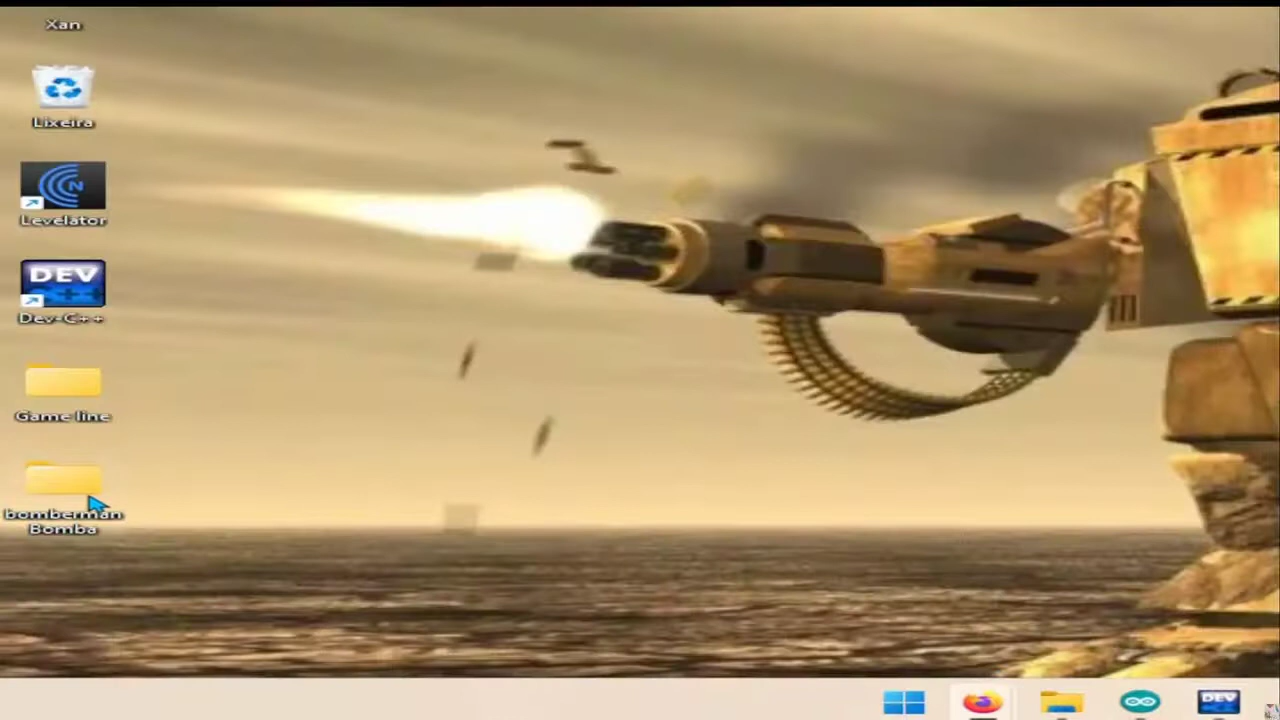 Xan
Lixeira
N
Levelator
DEV
C++
Dev-C++
Game line
bomberman
Bomba
DEV